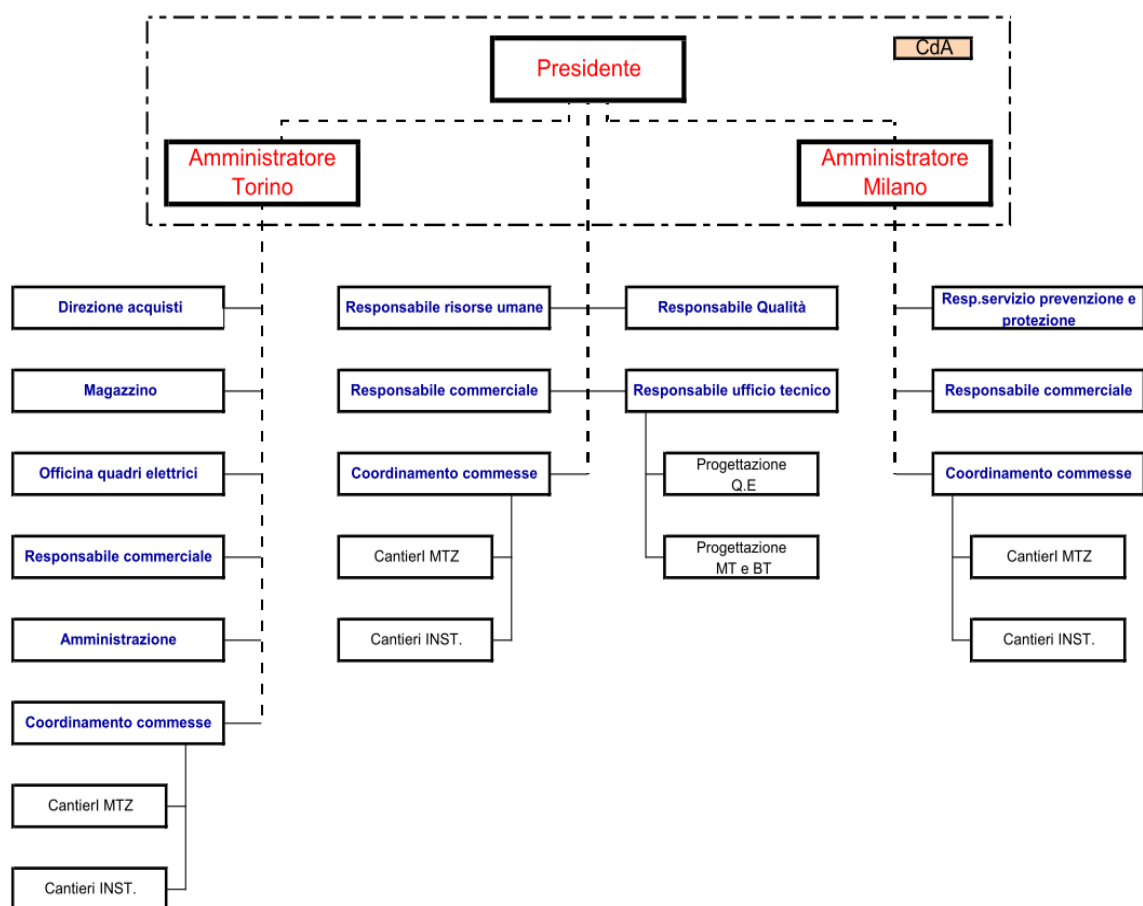 CdA
Presidente
Amministratore
Torino
Amministratore
Milano
Direzione acquisti
Responsabile risorse umane
Responsabile Qualità
Resp.servizio prevenzione e
protezione
Magazzino
Responsabile commerciale
Responsabile ufficio tecnico
Responsabile commerciale
Officina quadri elettrici
Coordinamento commesse
Progettazione
Q.E
Coordinamento commesse
Responsabile commerciale
CantierI MTZ
Progettazione
MT e BT
CantierI MTZ
Amministrazione
Cantieri INST.
Cantieri INST.
Coordinamento commesse
CantierI MTZ
Cantieri INST.